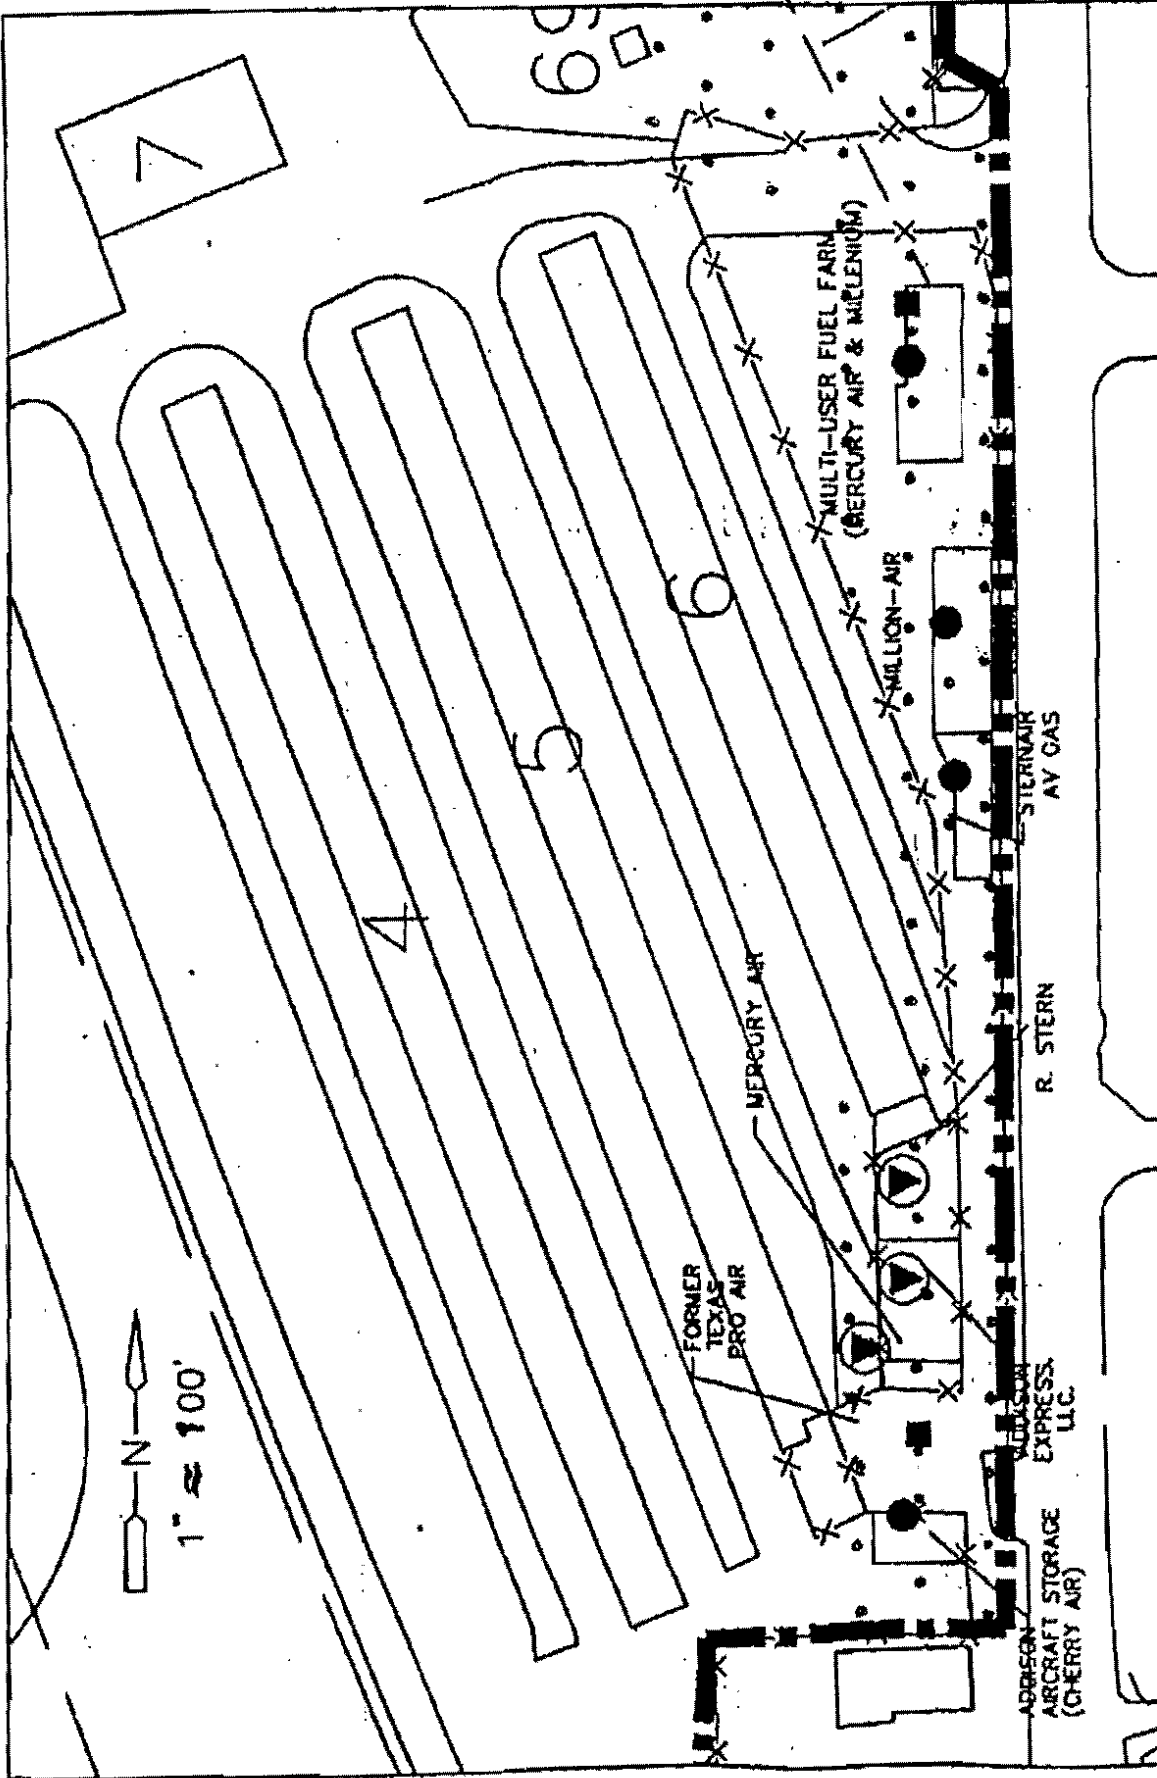 7
69
MULTI-USER FUEL FARM
(MERCURY AIR & MILLENIUM)
6
MILLION-AIR
5
STERNAIR
AV GAS
4
MERCURY AIR
R. STERN
FORMER
TEXAS
PRO AIR
N
1" ≈ 100'
ADDISON
EXPRESS.
LLC.
ADDISON
AIRCRAFT STORAGE
(CHERRY AIR)